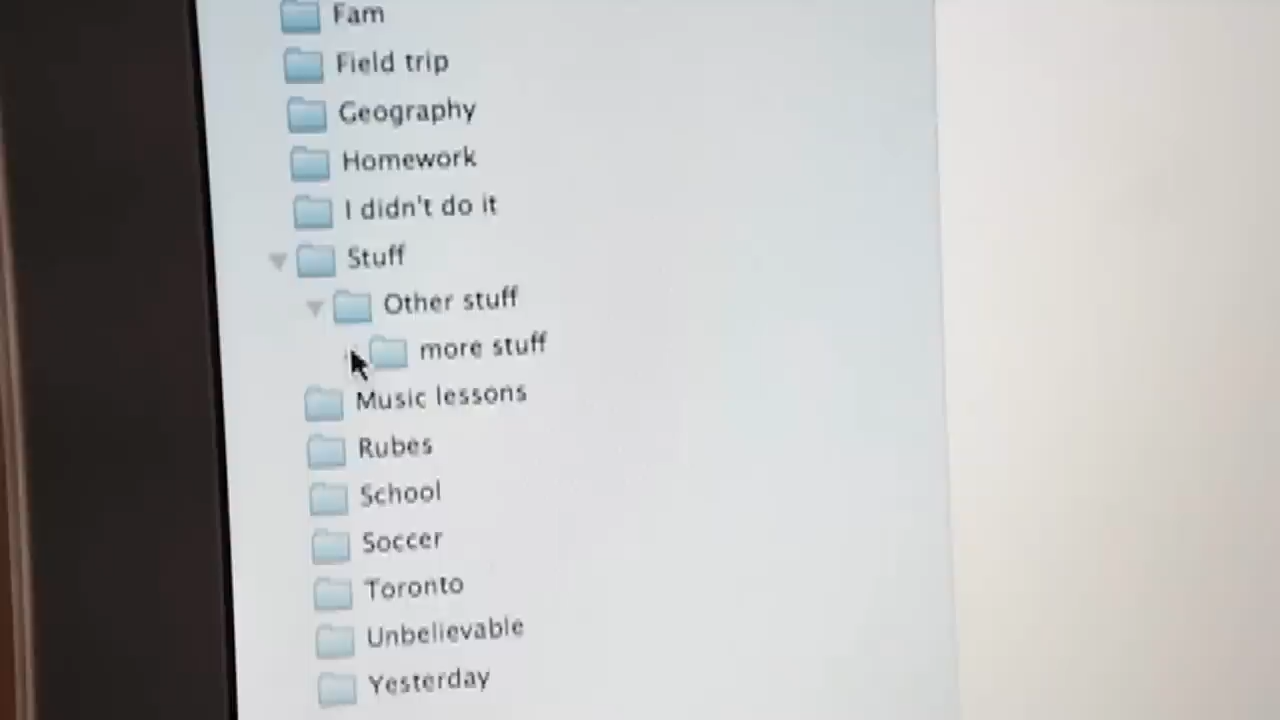 Fam
Field trip
Geography
Homework
I didn't do it
Stuff
Other stuff
more stuff
Music lessons
Rubes
School
Soccer
Toronto
Unbelievable
Yesterday